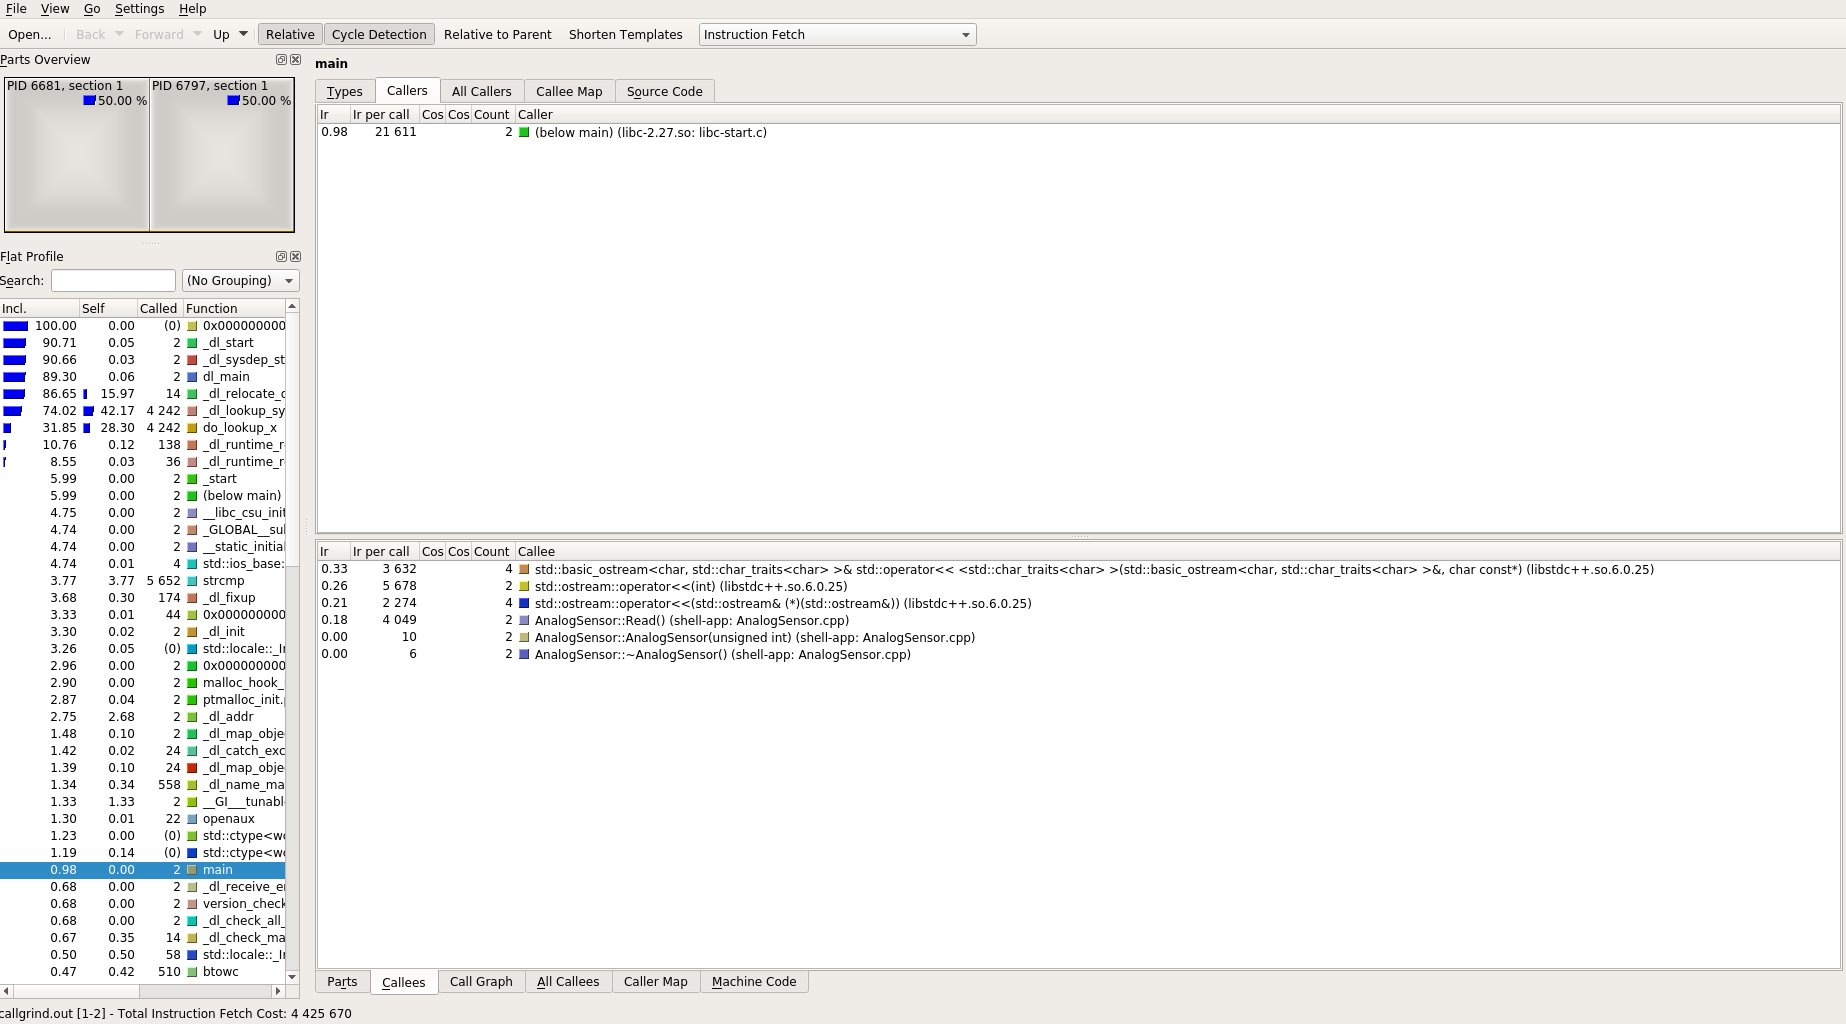 File View Go Settings Help
Open... Back Forward Up Relative Cycle Detection Relative to Parent Shorten Templates Instruction Fetch
Parts Overview
PID 6681, section 1 PID 6797, section 1
50.00 % 50.00 %
Flat Profile
Search: (No Grouping)
Incl. Self Called Function
100.00 0.00 (0) 0x000000000
90.71 0.05 2 _dl_start
90.66 0.03 2 _dl_sysdep_st
89.30 0.06 2 dl_main
86.65 15.97 14 _dl_relocate_o
74.02 42.17 4 242 _dl_lookup_sy
31.85 28.30 4 242 do_lookup_x
10.76 0.12 138 _dl_runtime_r
8.55 0.03 36 _dl_runtime_r
5.99 0.00 2 _start
5.99 0.00 2 (below main)
4.75 0.00 2 __libc_csu_init
4.74 0.00 2 _GLOBAL__sul
4.74 0.00 2 __static_initia
4.74 0.01 4 std::ios_base:
3.77 3.77 5 652 strcmp
3.68 0.30 174 _dl_fixup
3.33 0.01 44 0x000000000
3.30 0.02 2 _dl_init
3.26 0.05 (0) std::locale::_I
2.96 0.00 2 0x000000000
2.90 0.00 2 malloc_hook_
2.87 0.04 2 ptmalloc_init.
2.75 2.68 2 _dl_addr
1.48 0.10 2 _dl_map_obje
1.42 0.02 24 _dl_catch_exc
1.39 0.10 24 _dl_map_obje
1.34 0.34 558 _dl_name_ma
1.33 1.33 2 __GI___tunabl
1.30 0.01 22 openaux
1.23 0.00 (0) std::ctype<w
1.19 0.14 (0) std::ctype<w
0.98 0.00 2 main
0.68 0.00 2 _dl_receive_e
0.68 0.00 2 version_check
0.68 0.00 2 _dl_check_all_
0.67 0.35 14 _dl_check_ma
0.50 0.50 58 std::locale::_I
0.47 0.42 510 btowc
main
Types Callers All Callers Callee Map Source Code
Ir Ir per call Cos Cos Count Caller
0.98 21 611 2 (below main) (libc-2.27.so: libc-start.c)
Ir Ir per call Cos Cos Count Callee
0.33 3 632 4 std::basic_ostream<char, std::char_traits<char> >& std::operator<< <std::char_traits<char> >(std::basic_ostream<char, std::char_traits<char> >&, char const*) (libstdc++.so.6.0.25)
0.26 5 678 2 std::ostream::operator<<(int) (libstdc++.so.6.0.25)
0.21 2 274 4 std::ostream::operator<<(std::ostream& (*)(std::ostream&)) (libstdc++.so.6.0.25)
0.18 4 049 2 AnalogSensor::Read() (shell-app: AnalogSensor.cpp)
0.00 10 2 AnalogSensor::AnalogSensor(unsigned int) (shell-app: AnalogSensor.cpp)
0.00 6 2 AnalogSensor::~AnalogSensor() (shell-app: AnalogSensor.cpp)
Parts Callees Call Graph All Callees Caller Map Machine Code
callgrind.out [1-2] - Total Instruction Fetch Cost: 4 425 670